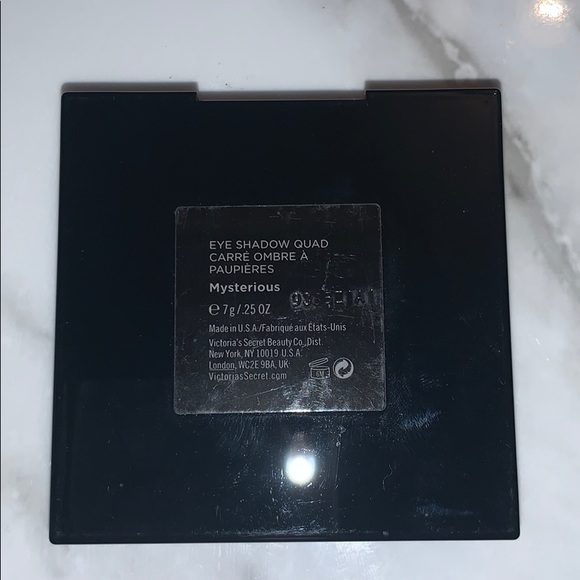 EYE SHADOW QUAD
CARRÉ OMBRE À
PAUPIÈRES
Mysterious
℮ 7g/.25 OZ
Made in U.S.A./Fabriqué aux États-Unis
Victoria's Secret Beauty Co., Dist.
New York, NY 10019 U.S.A.
London, WC2E 9BA, UK
VictoriasSecret.com